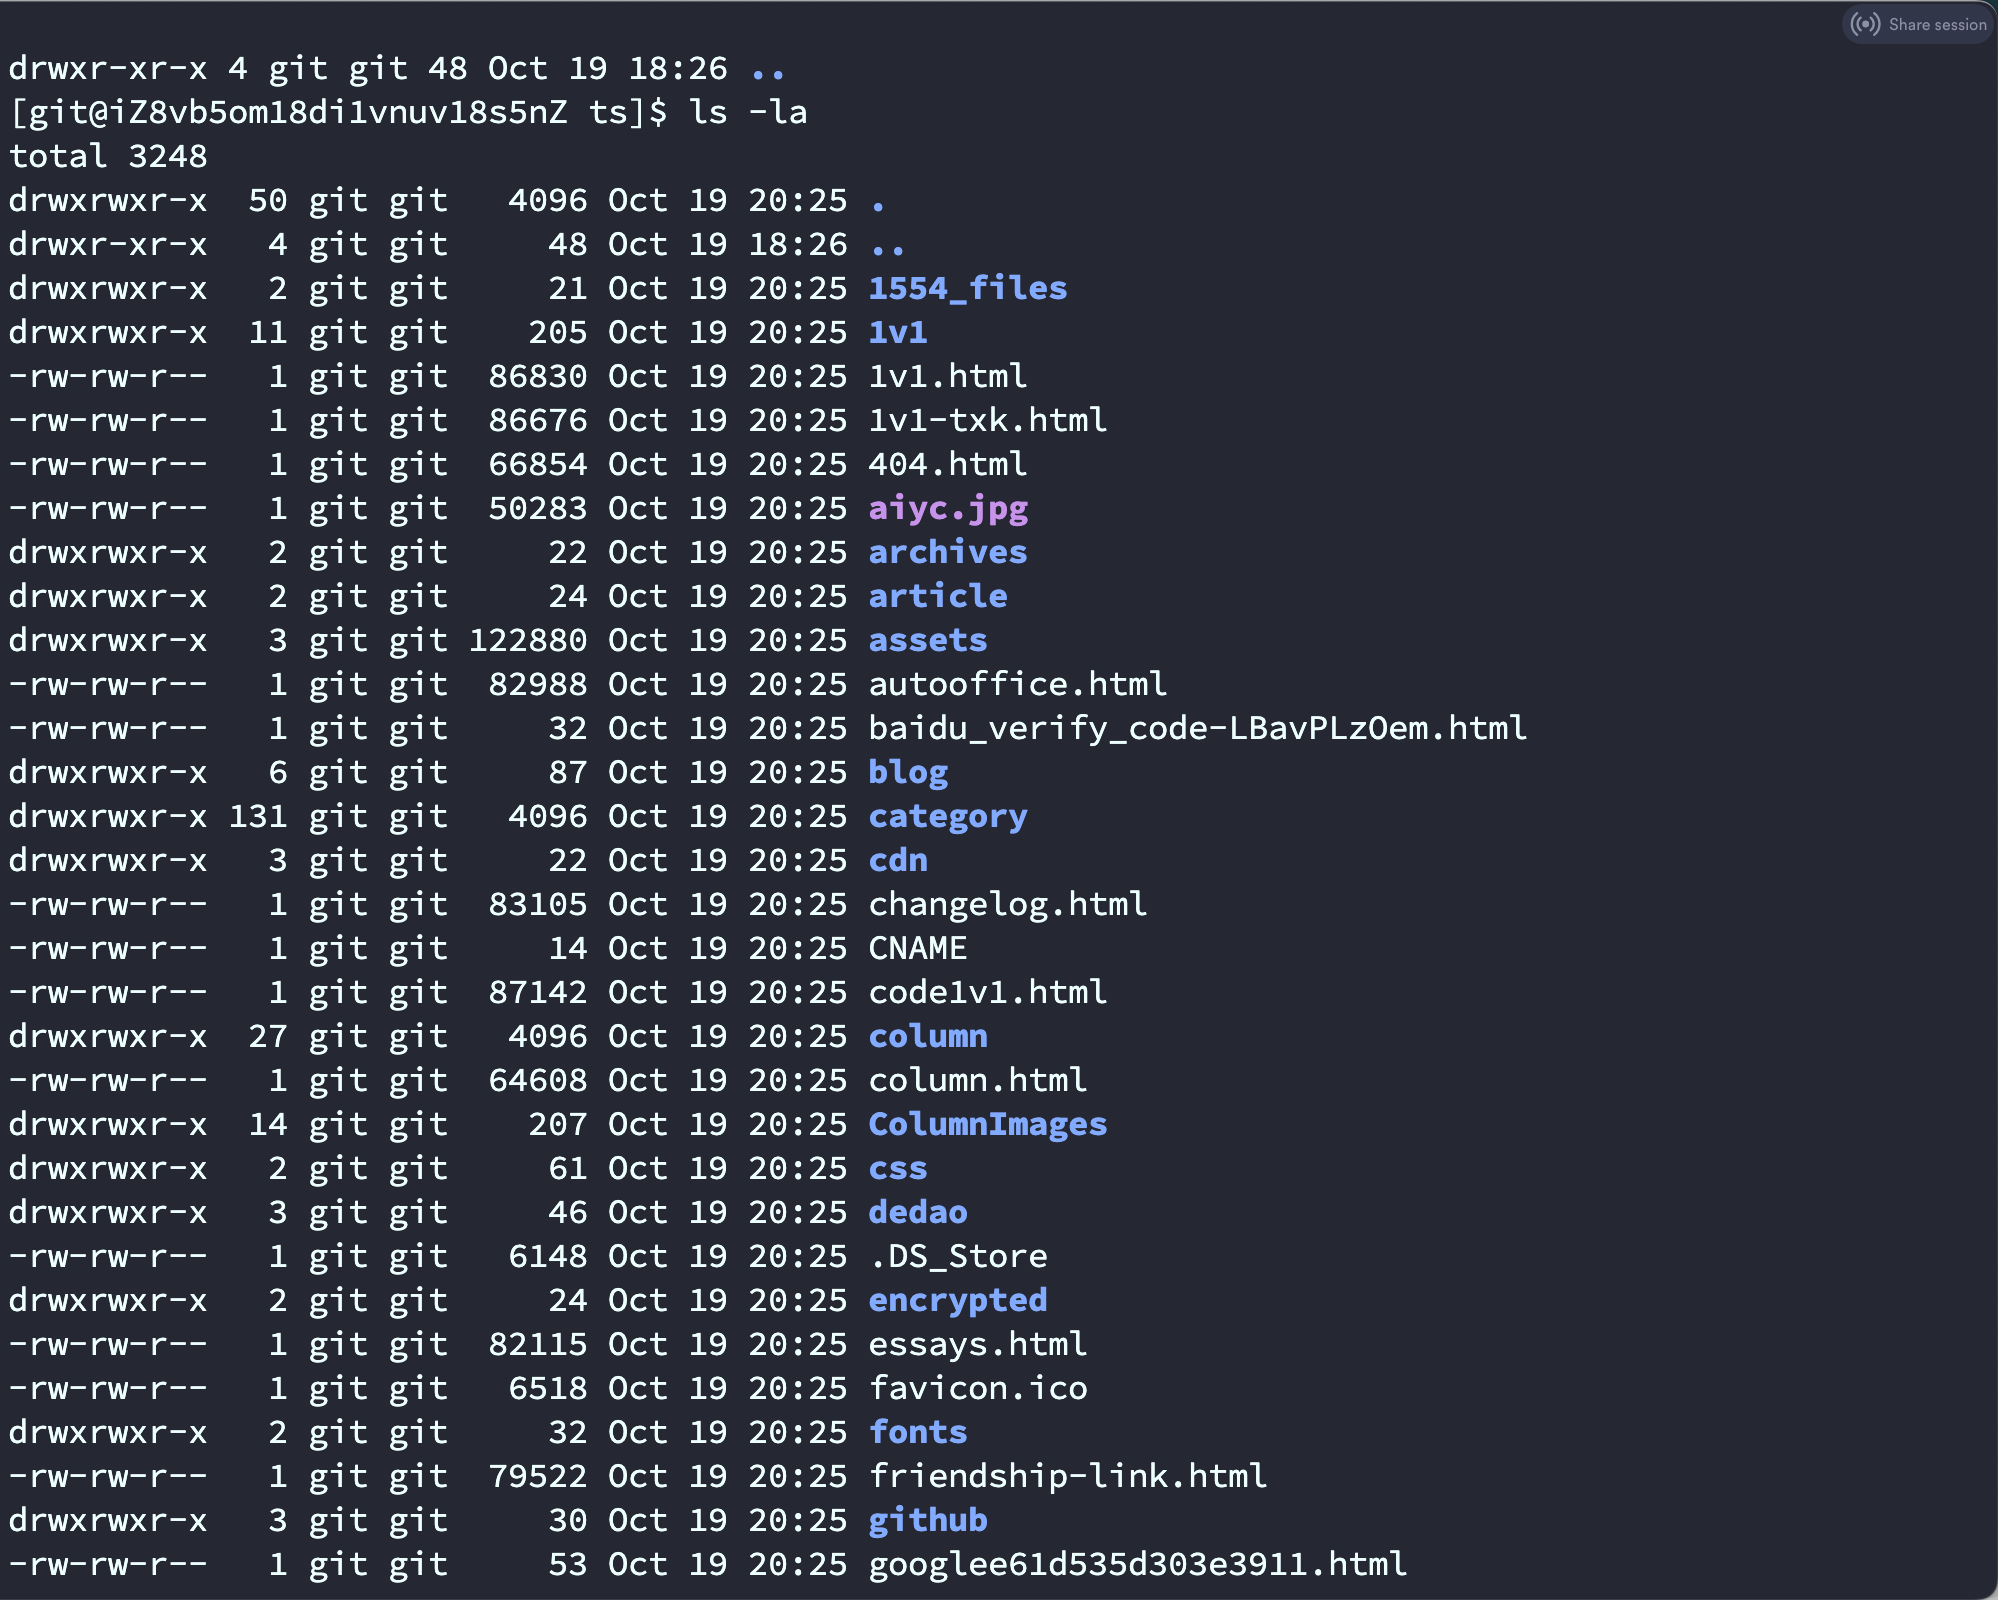 Share session
drwxr-xr-x 4 git git 48 Oct 19 18:26 ..
[git@iZ8vb5om18di1vnuv18s5nZ ts]$ ls -la
total 3248
drwxrwxr-x  50 git git   4096 Oct 19 20:25 .
drwxr-xr-x   4 git git     48 Oct 19 18:26 ..
drwxrwxr-x   2 git git     21 Oct 19 20:25 1554_files
drwxrwxr-x  11 git git    205 Oct 19 20:25 1v1
-rw-rw-r--   1 git git  86830 Oct 19 20:25 1v1.html
-rw-rw-r--   1 git git  86676 Oct 19 20:25 1v1-txk.html
-rw-rw-r--   1 git git  66854 Oct 19 20:25 404.html
-rw-rw-r--   1 git git  50283 Oct 19 20:25 aiyc.jpg
drwxrwxr-x   2 git git     22 Oct 19 20:25 archives
drwxrwxr-x   2 git git     24 Oct 19 20:25 article
drwxrwxr-x   3 git git 122880 Oct 19 20:25 assets
-rw-rw-r--   1 git git  82988 Oct 19 20:25 autooffice.html
-rw-rw-r--   1 git git     32 Oct 19 20:25 baidu_verify_code-LBavPLzOem.html
drwxrwxr-x   6 git git     87 Oct 19 20:25 blog
drwxrwxr-x 131 git git   4096 Oct 19 20:25 category
drwxrwxr-x   3 git git     22 Oct 19 20:25 cdn
-rw-rw-r--   1 git git  83105 Oct 19 20:25 changelog.html
-rw-rw-r--   1 git git     14 Oct 19 20:25 CNAME
-rw-rw-r--   1 git git  87142 Oct 19 20:25 code1v1.html
drwxrwxr-x  27 git git   4096 Oct 19 20:25 column
-rw-rw-r--   1 git git  64608 Oct 19 20:25 column.html
drwxrwxr-x  14 git git    207 Oct 19 20:25 ColumnImages
drwxrwxr-x   2 git git     61 Oct 19 20:25 css
drwxrwxr-x   3 git git     46 Oct 19 20:25 dedao
-rw-rw-r--   1 git git   6148 Oct 19 20:25 .DS_Store
drwxrwxr-x   2 git git     24 Oct 19 20:25 encrypted
-rw-rw-r--   1 git git  82115 Oct 19 20:25 essays.html
-rw-rw-r--   1 git git   6518 Oct 19 20:25 favicon.ico
drwxrwxr-x   2 git git     32 Oct 19 20:25 fonts
-rw-rw-r--   1 git git  79522 Oct 19 20:25 friendship-link.html
drwxrwxr-x   3 git git     30 Oct 19 20:25 github
-rw-rw-r--   1 git git     53 Oct 19 20:25 googlee61d535d303e3911.html